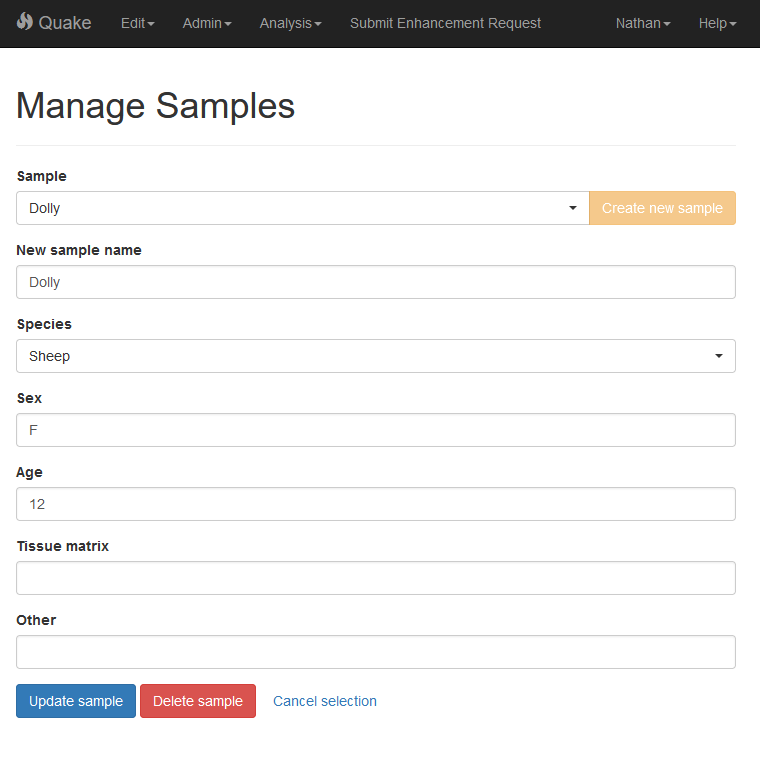 Quake Edit Admin Analysis Submit Enhancement Request Nathan Help
Manage Samples
Sample
Dolly Create new sample
New sample name
Dolly
Species
Sheep
Sex
F
Age
12
Tissue matrix
Other
Update sample Delete sample Cancel selection